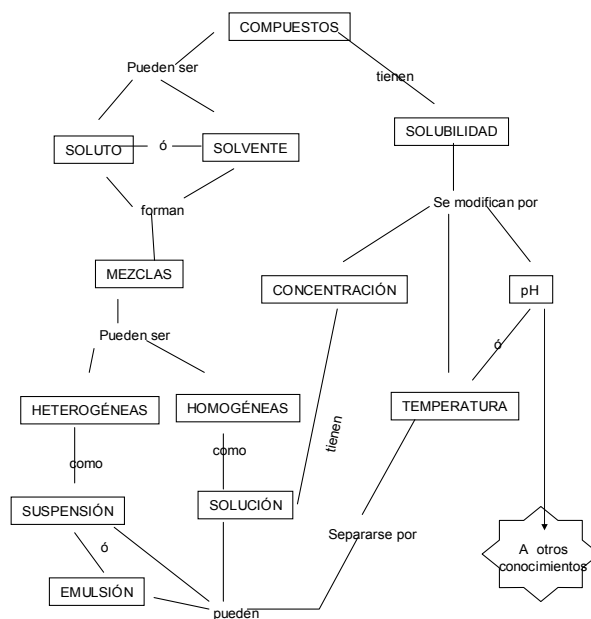 COMPUESTOS
Pueden ser
tienen
SOLUTO
ó
SOLVENTE
SOLUBILIDAD
forman
Se modifican por
MEZCLAS
CONCENTRACIÓN
pH
Pueden ser
ó
HETEROGÉNEAS
HOMOGÉNEAS
TEMPERATURA
tienen
como
como
SUSPENSIÓN
SOLUCIÓN
Separarse por
ó
A otros
conocimientos
EMULSIÓN
pueden